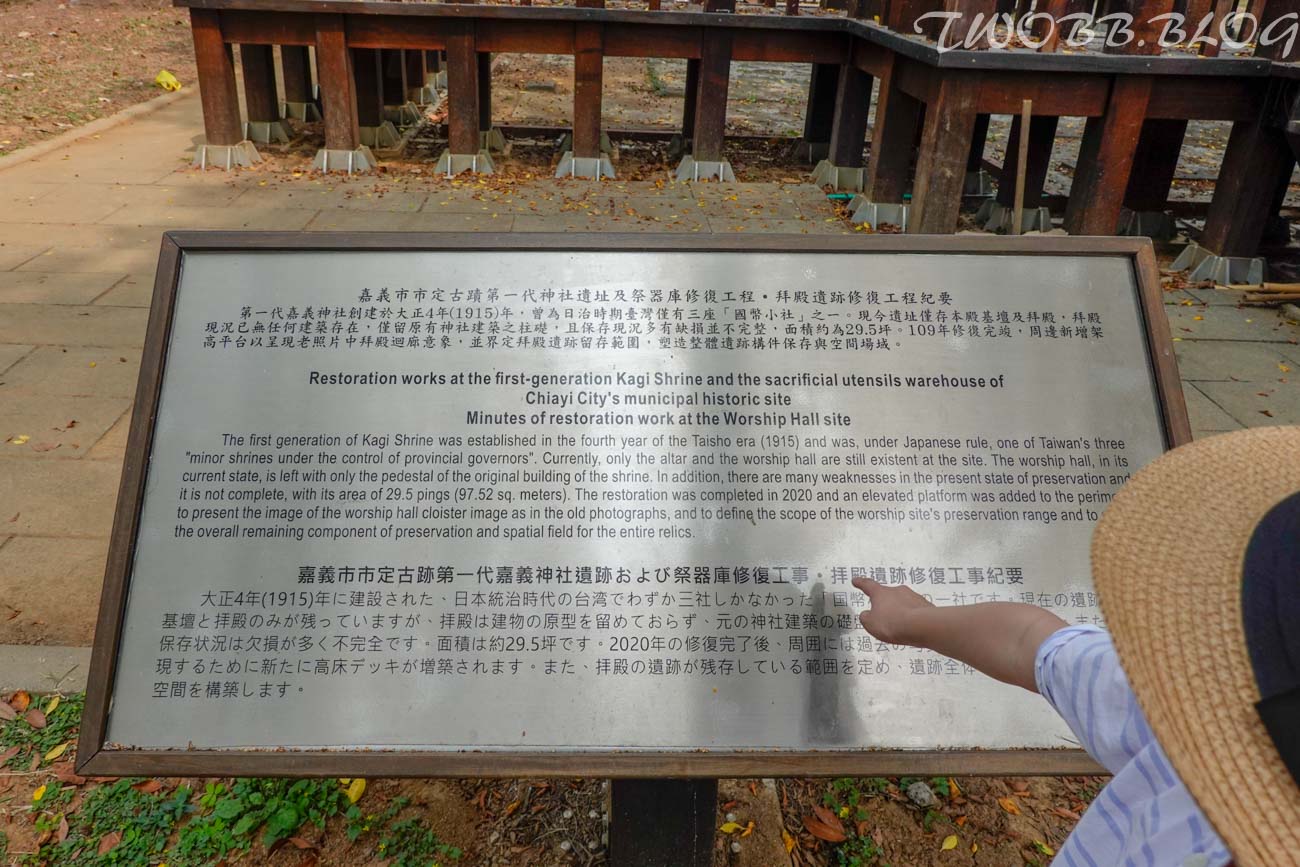 TWOBB.BLOG
嘉義市市定古蹟第一代神社遺址及祭器庫修復工程・拜殿遺跡修復工程紀要
第一代嘉義神社創建於大正4年(1915)年，曾為日治時期臺灣僅有三座「國幣小社」之一。現今遺址僅存本殿基壇及拜殿，拜殿
現況已無任何建築存在，僅留原有神社建築之柱礎，且保存現況多有缺損並不完整，面積約為29.5坪。109年修復完竣，周邊新增架
高平台以呈現老照片中拜殿迴廊意象，並界定拜殿遺跡留存範圍，塑造整體遺跡構件保存與空間場域。
Restoration works at the first-generation Kagi Shrine and the sacrificial utensils warehouse of
Chiayi City's municipal historic site
Minutes of restoration work at the Worship Hall site
The first generation of Kagi Shrine was established in the fourth year of the Taisho era (1915) and was, under Japanese rule, one of Taiwan's three
"minor shrines under the control of provincial governors". Currently, only the altar and the worship hall are still existent at the site. The worship hall, in its
current state, is left with only the pedestal of the original building of the shrine. In addition, there are many weaknesses in the present state of preservation and
it is not complete, with its area of 29.5 pings (97.52 sq. meters). The restoration was completed in 2020 and an elevated platform was added to the
to present the image of the worship hall cloister image as in the old photographs, and to define the scope of the worship site's preservation range and to
the overall remaining component of preservation and spatial field for the entire relics.
嘉義市市定古跡第一代嘉義神社遺跡および祭器庫修復工事・拝殿遺跡修復工事紀要
大正4年(1915)年に建設された、日本統治時代の台湾でわずか三社しかなかった「国幣の一社です。現在の遺跡
基壇と拝殿のみが残っていますが、拝殿は建物の原型を留めておらず、元の神社建築の礎
保存状況は欠損が多く不完全です。面積は約29.5坪です。2020年の修復完了後、周囲には過去の
現するために新たに高床デッキが増築されます。また、拝殿の遺跡が残存している範囲を定め、遺跡全体
空間を構築します。